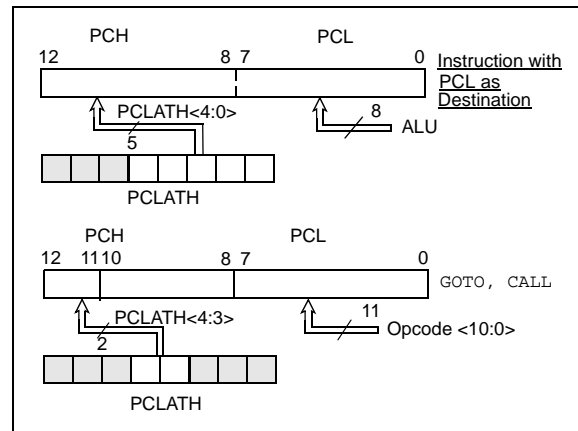 PCH PCL
12 8 7 0
Instruction with
PCL as
Destination
PCLATH<4:0>
8
ALU
5
PCLATH
PCH PCL
12 11 10 8 7 0
GOTO, CALL
PCLATH<4:3>
11
Opcode <10:0>
2
PCLATH